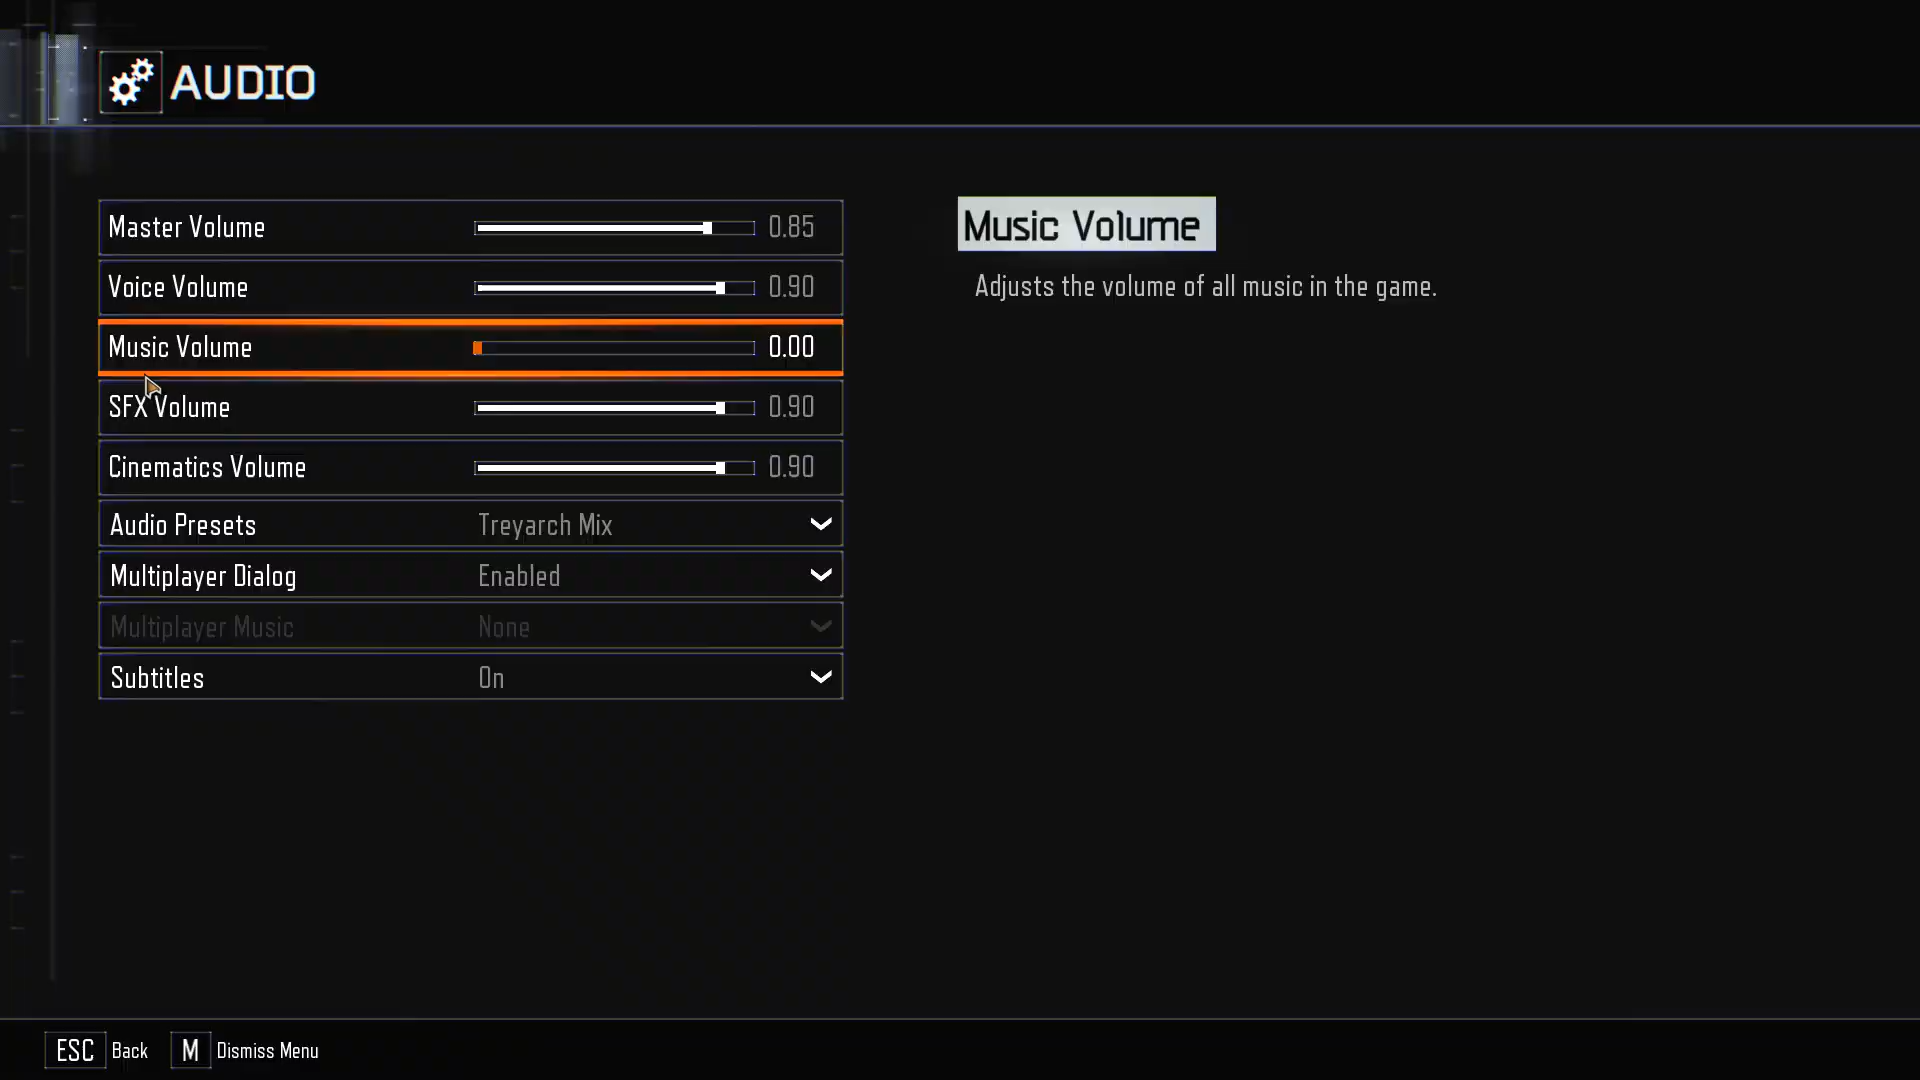 AUDIO
Master Volume 0.85
Voice Volume 0.90
Music Volume 0.00
SFX Volume 0.90
Cinematics Volume 0.90
Audio Presets Treyarch Mix
Multiplayer Dialog Enabled
Multiplayer Music None
Subtitles On
Music Volume
Adjusts the volume of all music in the game.
ESC Back M Dismiss Menu